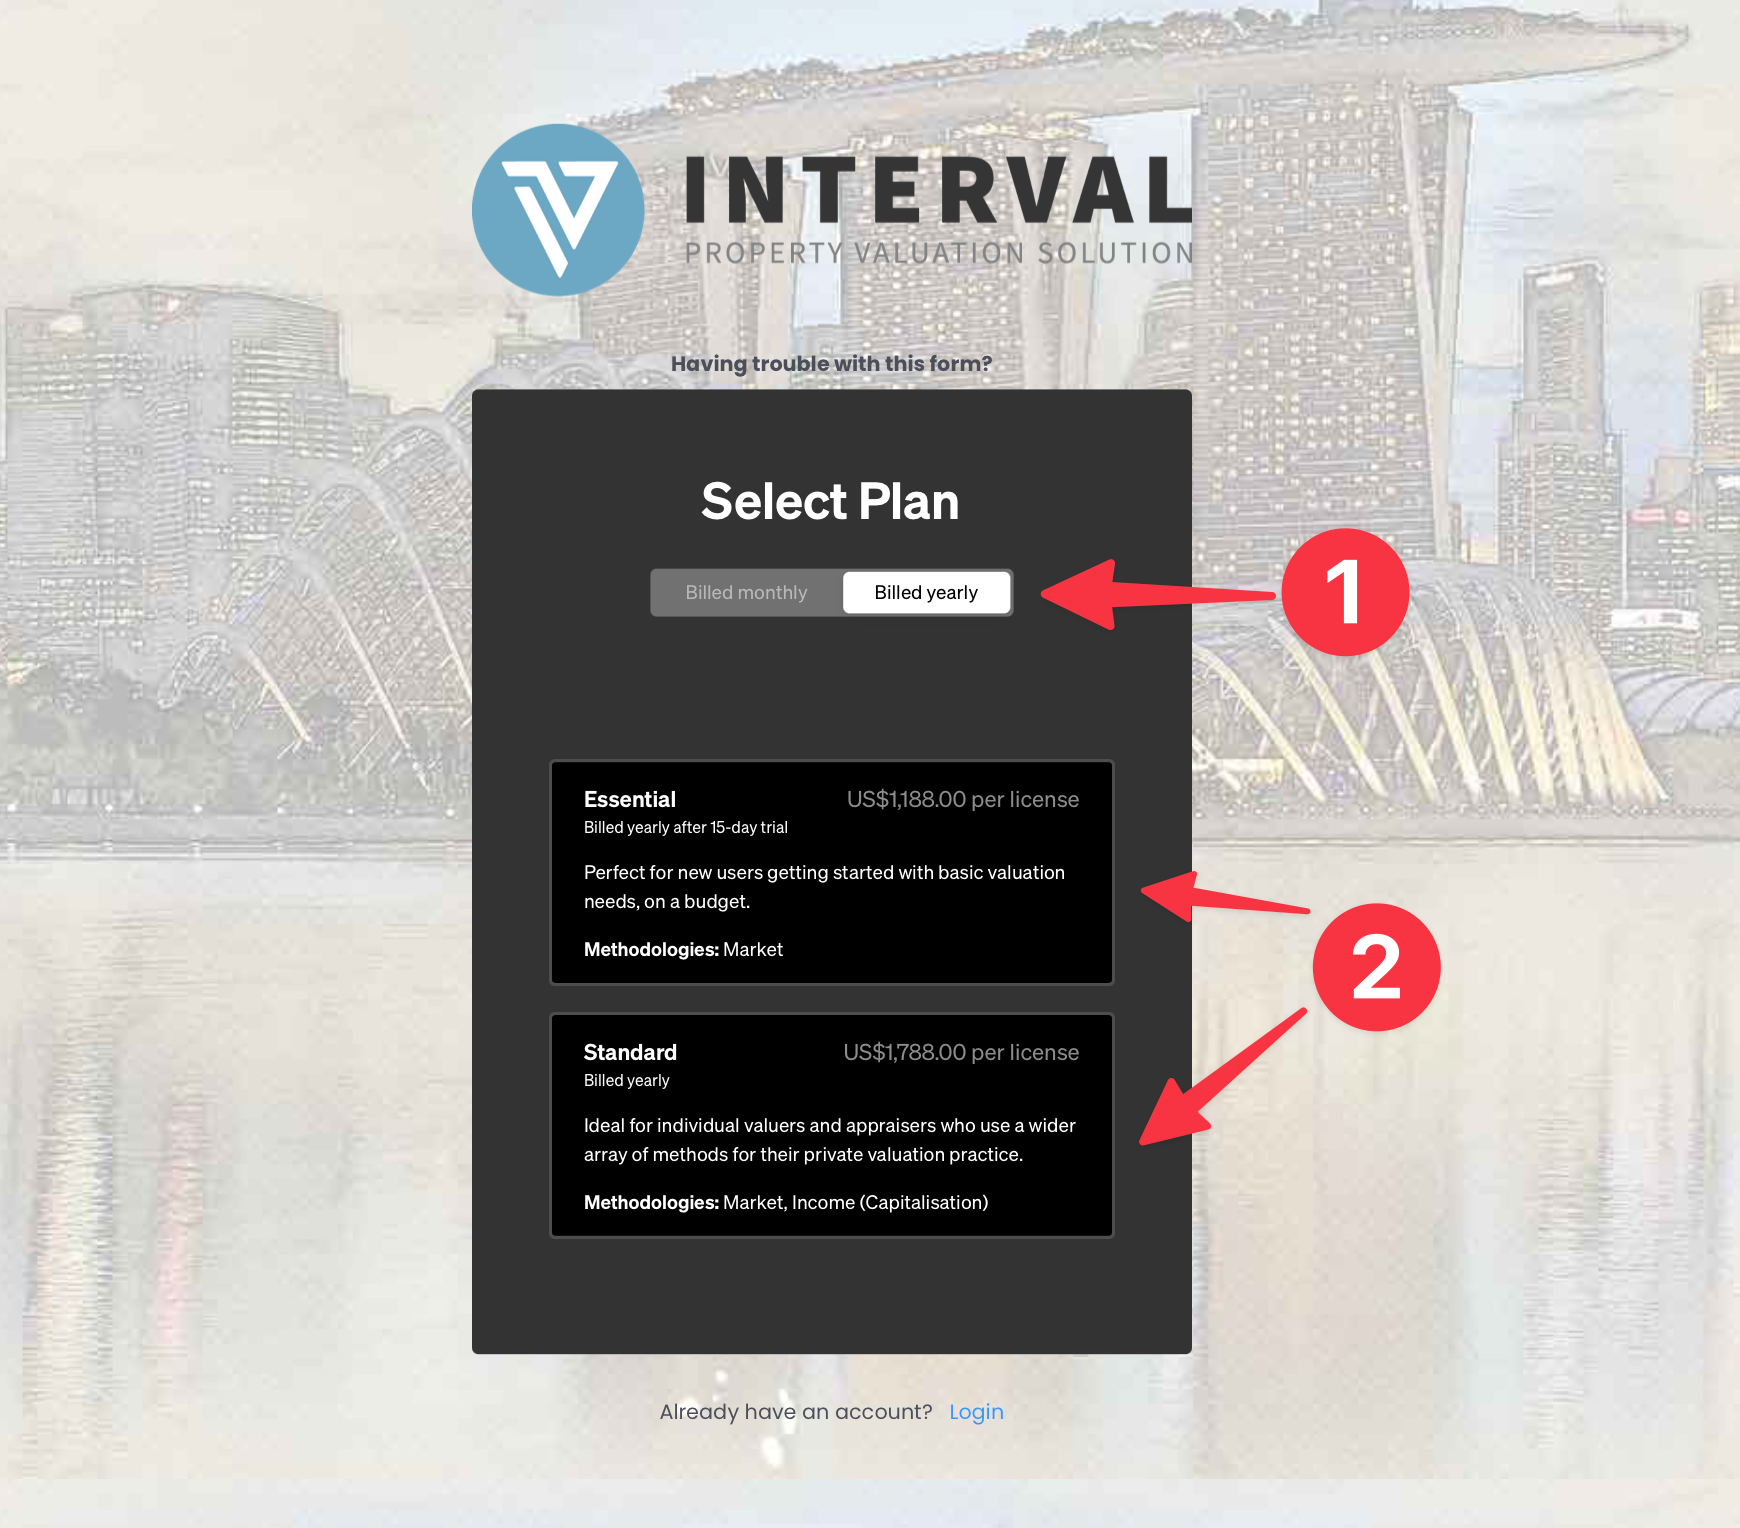 INTERVAL
PROPERTY VALUATION SOLUTION
Having trouble with this form?
Select Plan
Billed monthly
Billed yearly
1
Essential
US$1,188.00 per license
Billed yearly after 15-day trial
Perfect for new users getting started with basic valuation
needs, on a budget.
Methodologies: Market
2
Standard
US$1,788.00 per license
Billed yearly
Ideal for individual valuers and appraisers who use a wider
array of methods for their private valuation practice.
Methodologies: Market, Income (Capitalisation)
Already have an account? Login